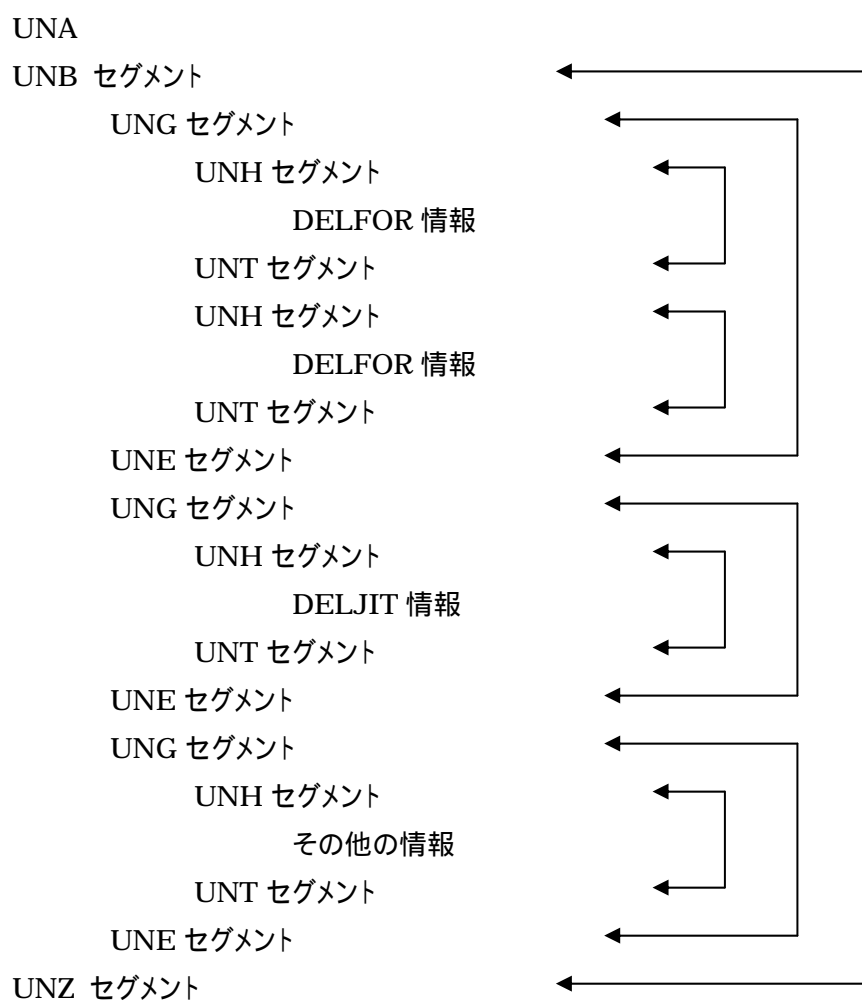 UNA
UNB セグメント
UNG セグメント
UNH セグメント
DELFOR 情報
UNT セグメント
UNH セグメント
DELFOR 情報
UNT セグメント
UNE セグメント
UNG セグメント
UNH セグメント
DELJIT 情報
UNT セグメント
UNE セグメント
UNG セグメント
UNH セグメント
その他の情報
UNT セグメント
UNE セグメント
UNZ セグメント